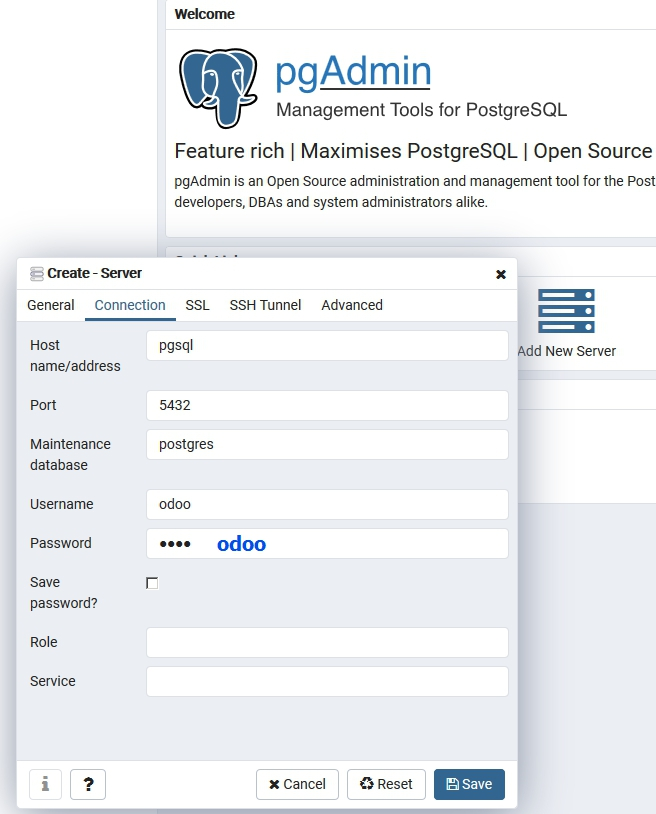 Welcome
pgAdmin
Management Tools for PostgreSQL
Feature rich | Maximises PostgreSQL | Open Source
pgAdmin is an Open Source administration and management tool for the Post
developers, DBAs and system administrators alike.
Create - Server
General Connection SSL SSH Tunnel Advanced
Add New Server
Host
name/address
pgsql
Port
5432
Maintenance
database
postgres
Username
odoo
Password
•••• odoo
Save
password?
Role
Service
i ? Cancel Reset Save